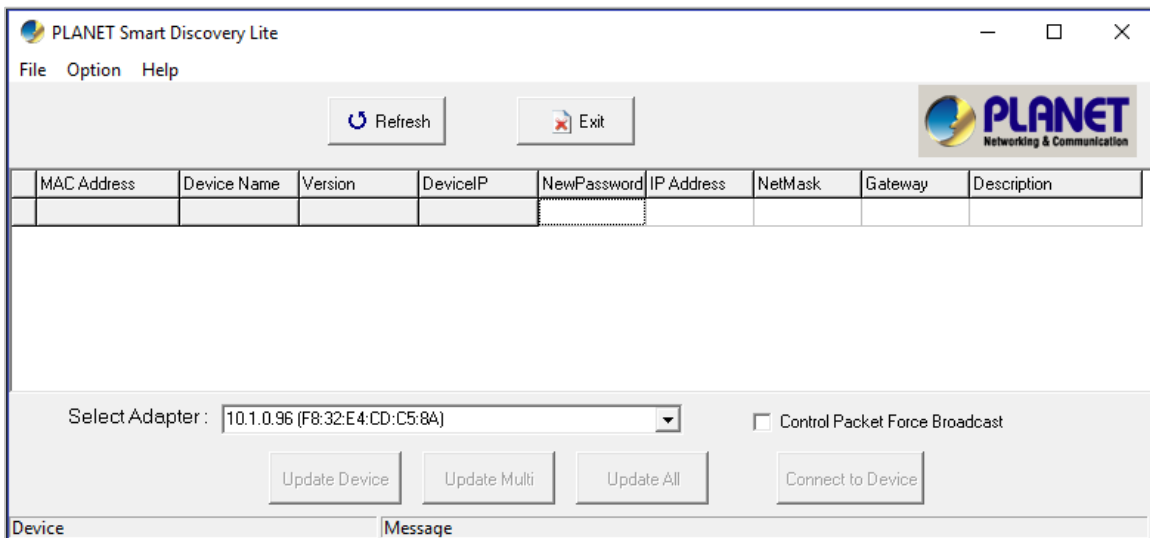 PLANET Smart Discovery Lite
File Option Help
Refresh Exit
PLANET
Networking & Communication
MAC Address Device Name Version DeviceIP NewPassword IP Address NetMask Gateway Description
Select Adapter : 10.1.0.96 (F8:32:E4:CD:C5:8A) Control Packet Force Broadcast
Update Device Update Multi Update All Connect to Device
Device Message